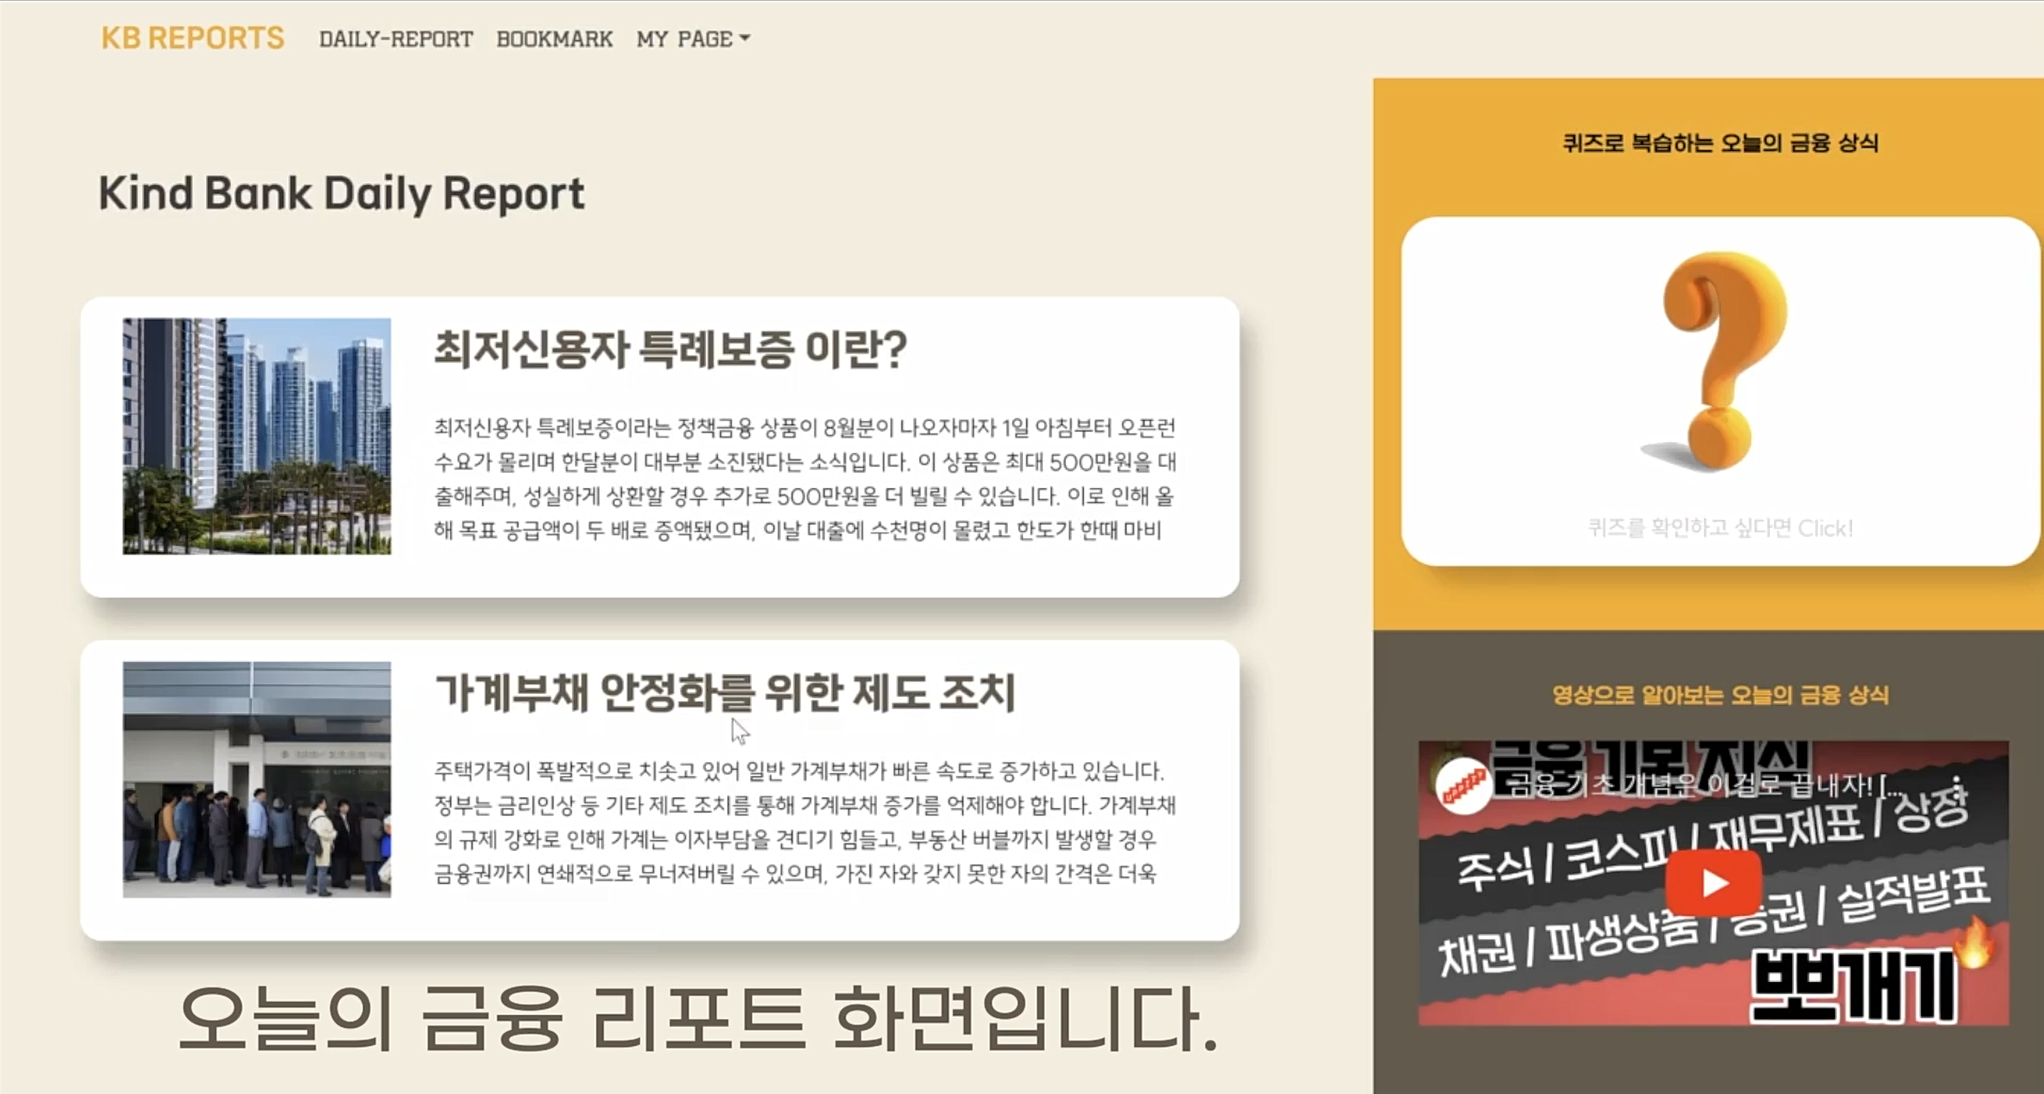 KB REPORTS DAILY-REPORT BOOKMARK MY PAGE
Kind Bank Daily Report
최저신용자 특례보증 이란?
최저신용자 특례보증이라는 정책금융 상품이 8월분이 나오자마자 1일 아침부터 오픈런
수요가 몰리며 한달분이 대부분 소진됐다는 소식입니다. 이 상품은 최대 500만원을 대
출해주며, 성실하게 상환할 경우 추가로 500만원을 더 빌릴 수 있습니다. 이로 인해 올
해 목표 공급액이 두 배로 증액됐으며, 이날 대출에 수천명이 몰렸고 한도가 한때 마비
가계부채 안정화를 위한 제도 조치
주택가격이 폭발적으로 치솟고 있어 일반 가계부채가 빠른 속도로 증가하고 있습니다.
정부는 금리인상 등 기타 제도 조치를 통해 가계부채 증가를 억제해야 합니다. 가계부채
의 규제 강화로 인해 가계는 이자부담을 견디기 힘들고, 부동산 버블까지 발생할 경우
금융권까지 연쇄적으로 무너져버릴 수 있으며, 가진 자와 갖지 못한 자의 간격은 더욱
오늘의 금융 리포트 화면입니다.
퀴즈로 복습하는 오늘의 금융 상식
퀴즈를 확인하고 싶다면 Click!
영상으로 알아보는 오늘의 금융 상식
금융 기본 지식
금융 기초 개념은 이걸로 끝내자! [...
주식 / 코스피 / 재무제표 / 상장
채권 / 파생상품 / 증권 / 실적발표
뽀개기